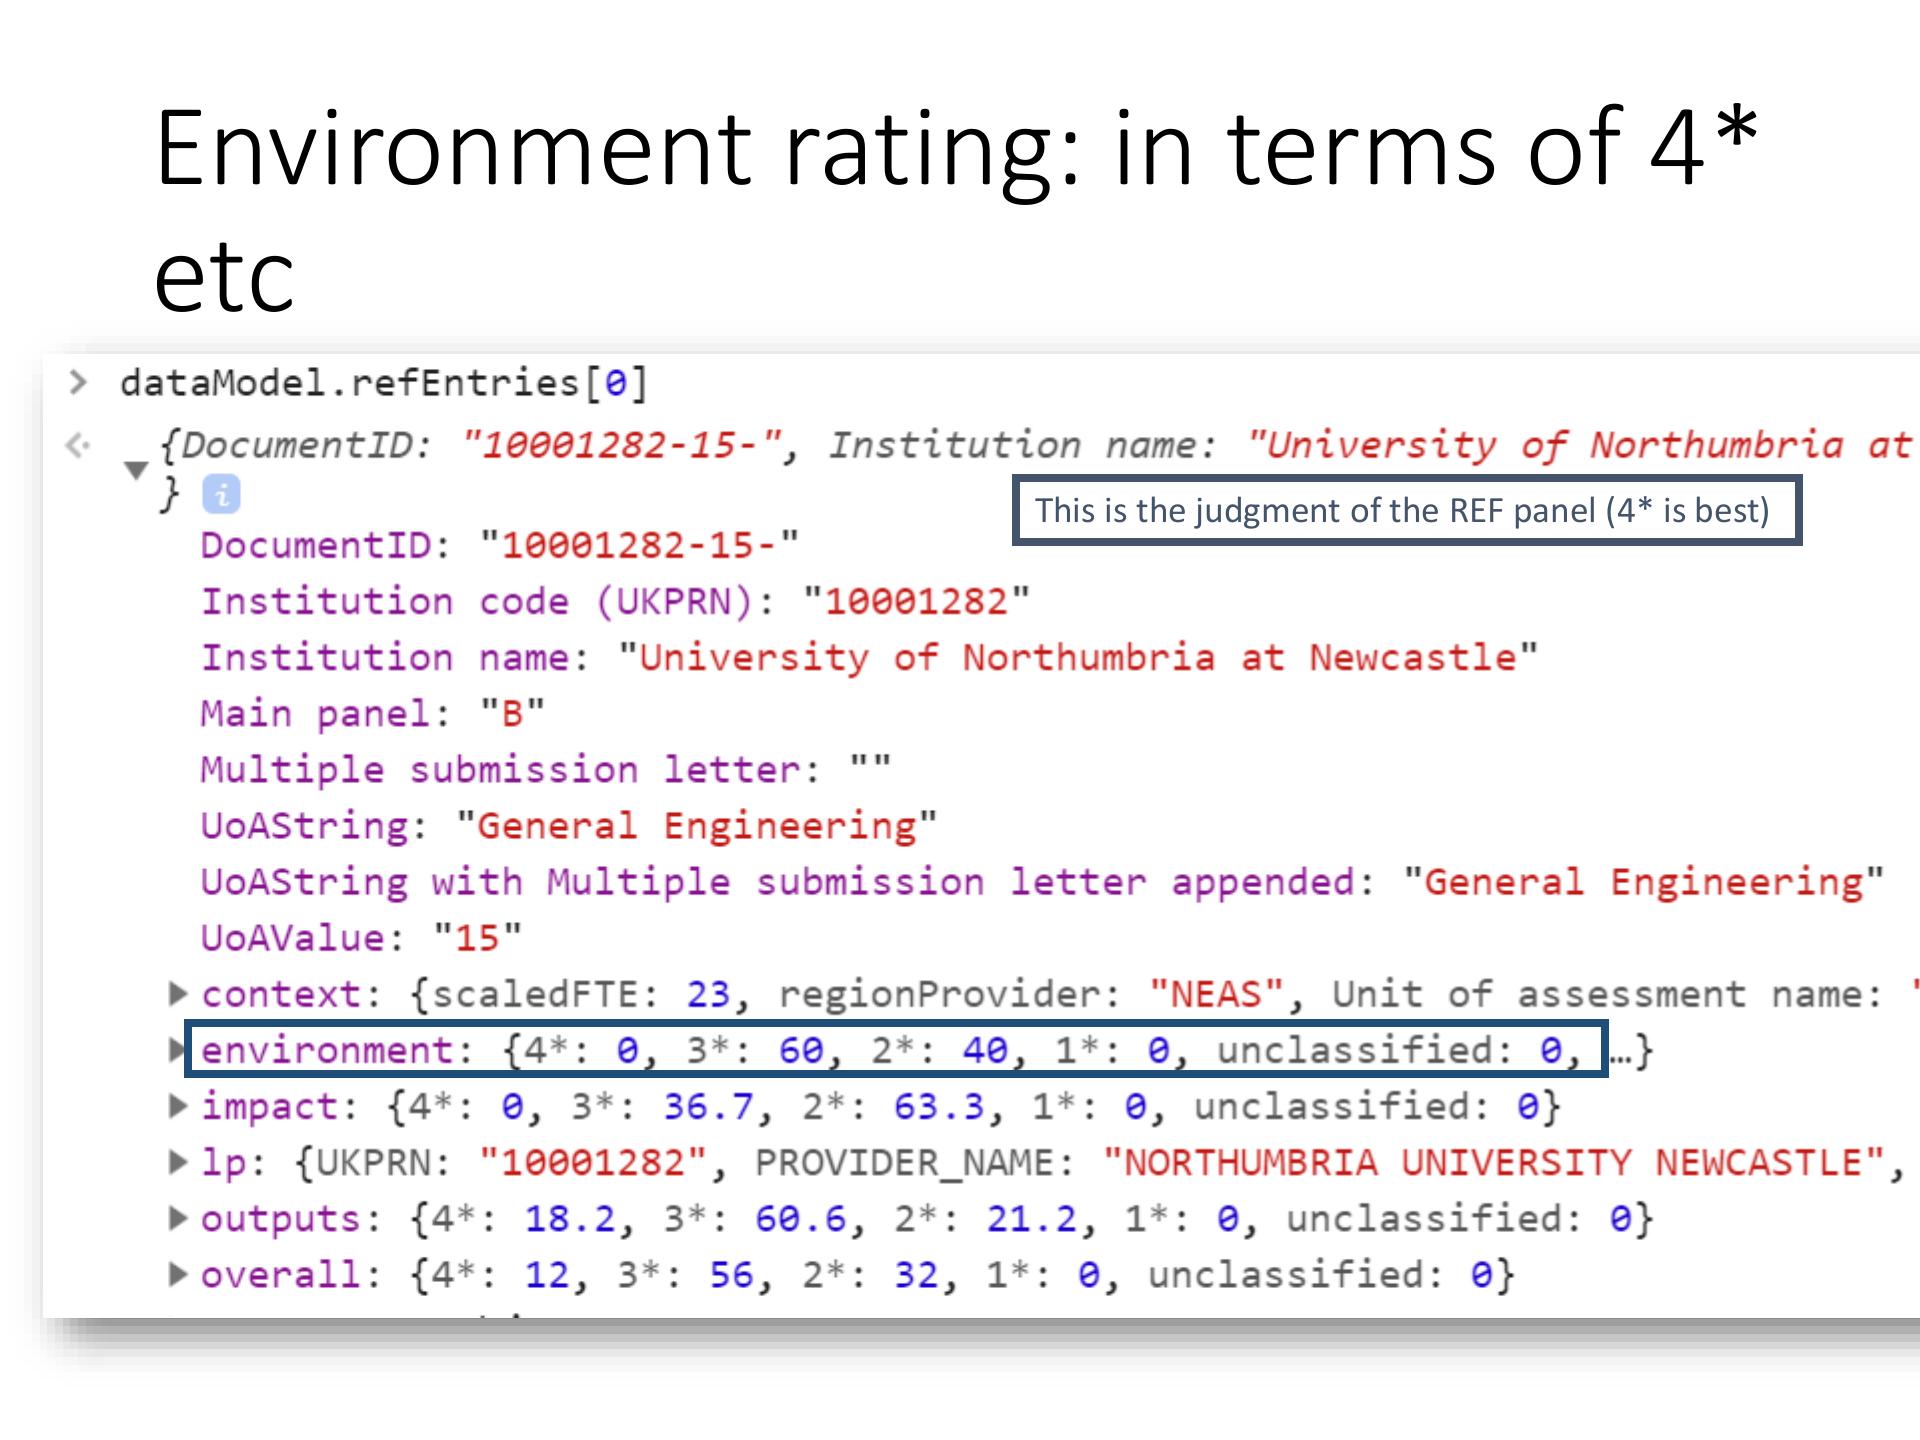 Environment rating: in terms of 4*
etc
> dataModel.refEntries[0]
{DocumentID: "10001282-15-", Institution name: "University of Northumbria at
} i
This is the judgment of the REF panel (4* is best)
DocumentID: "10001282-15-"
Institution code (UKPRN): "10001282"
Institution name: "University of Northumbria at Newcastle"
Main panel: "B"
Multiple submission letter: ""
UoAString: "General Engineering"
UoAString with Multiple submission letter appended: "General Engineering"
UoAValue: "15"
context: {scaledFTE: 23, regionProvider: "NEAS", Unit of assessment name: "
environment: {4*: 0, 3*: 60, 2*: 40, 1*: 0, unclassified: 0, …}
impact: {4*: 0, 3*: 36.7, 2*: 63.3, 1*: 0, unclassified: 0}
lp: {UKPRN: "10001282", PROVIDER_NAME: "NORTHUMBRIA UNIVERSITY NEWCASTLE",
outputs: {4*: 18.2, 3*: 60.6, 2*: 21.2, 1*: 0, unclassified: 0}
overall: {4*: 12, 3*: 56, 2*: 32, 1*: 0, unclassified: 0}